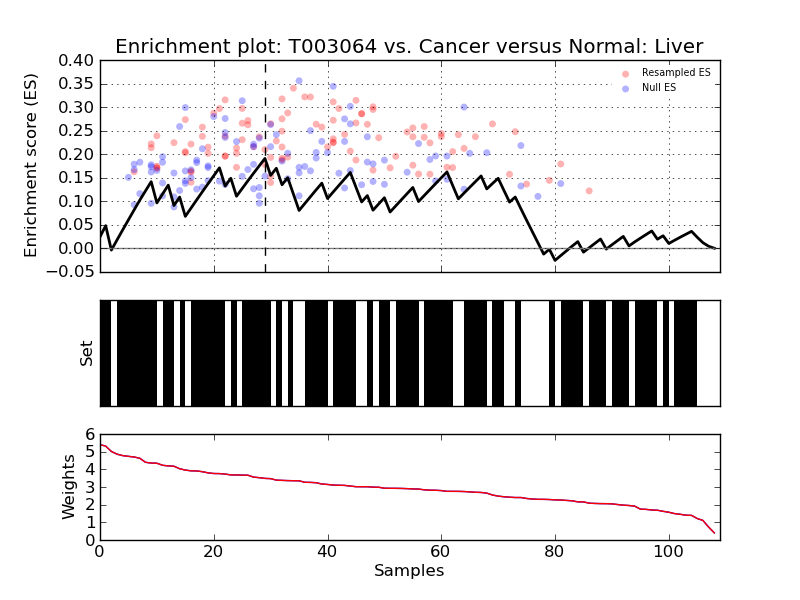 Enrichment plot: T003064 vs. Cancer versus Normal: Liver
Enrichment score (ES)
0.40
0.35
0.30
0.25
0.20
0.15
0.10
0.05
0.00
−0.05
Resampled ES
Null ES
Set
Weights
6
5
4
3
2
1
0
0 20 40 60 80 100
Samples